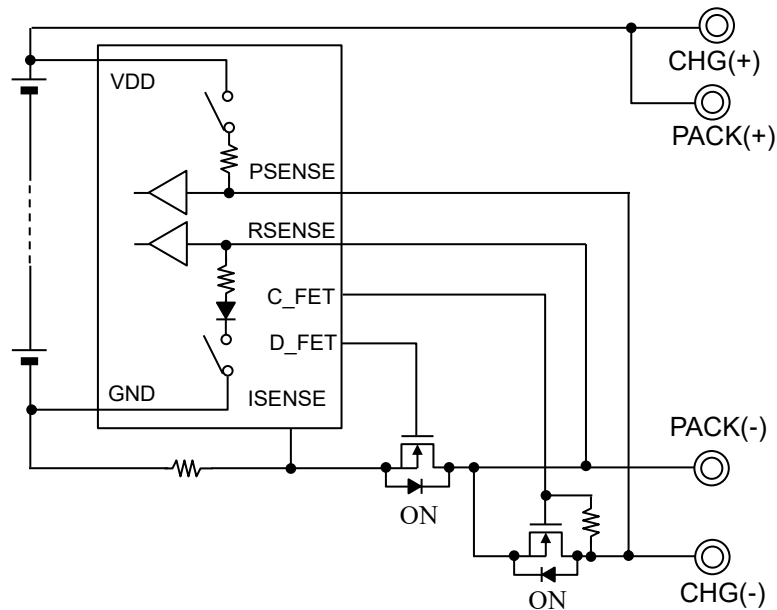 CHG(+)
VDD
PACK(+)
PSENSE
RSENSE
C_FET
D_FET
GND
ISENSE
PACK(-)
ON
CHG(-)
ON